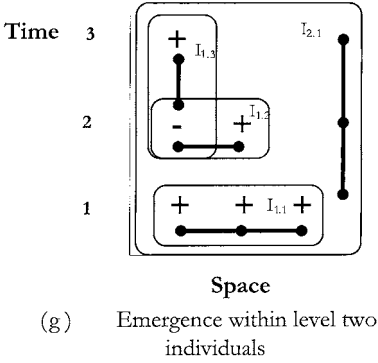 Time 3 + I1.3 I2.1
2 - + I1.2
1 + + I1.1 +
Space
(g) Emergence within level two
individuals